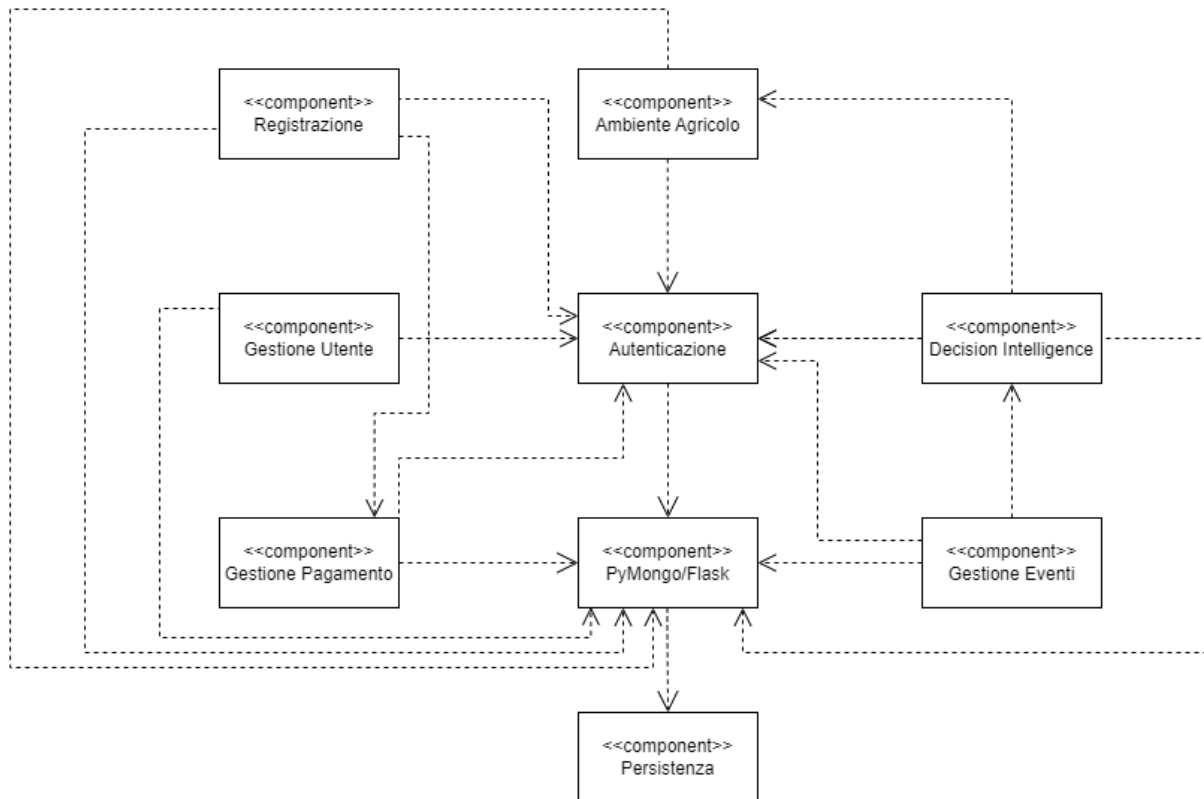 <<component>>
Registrazione
<<component>>
Ambiente Agricolo
<<component>>
Gestione Utente
<<component>>
Autenticazione
<<component>>
Decision Intelligence
<<component>>
Gestione Pagamento
<<component>>
PyMongo/Flask
<<component>>
Gestione Eventi
<<component>>
Persistenza